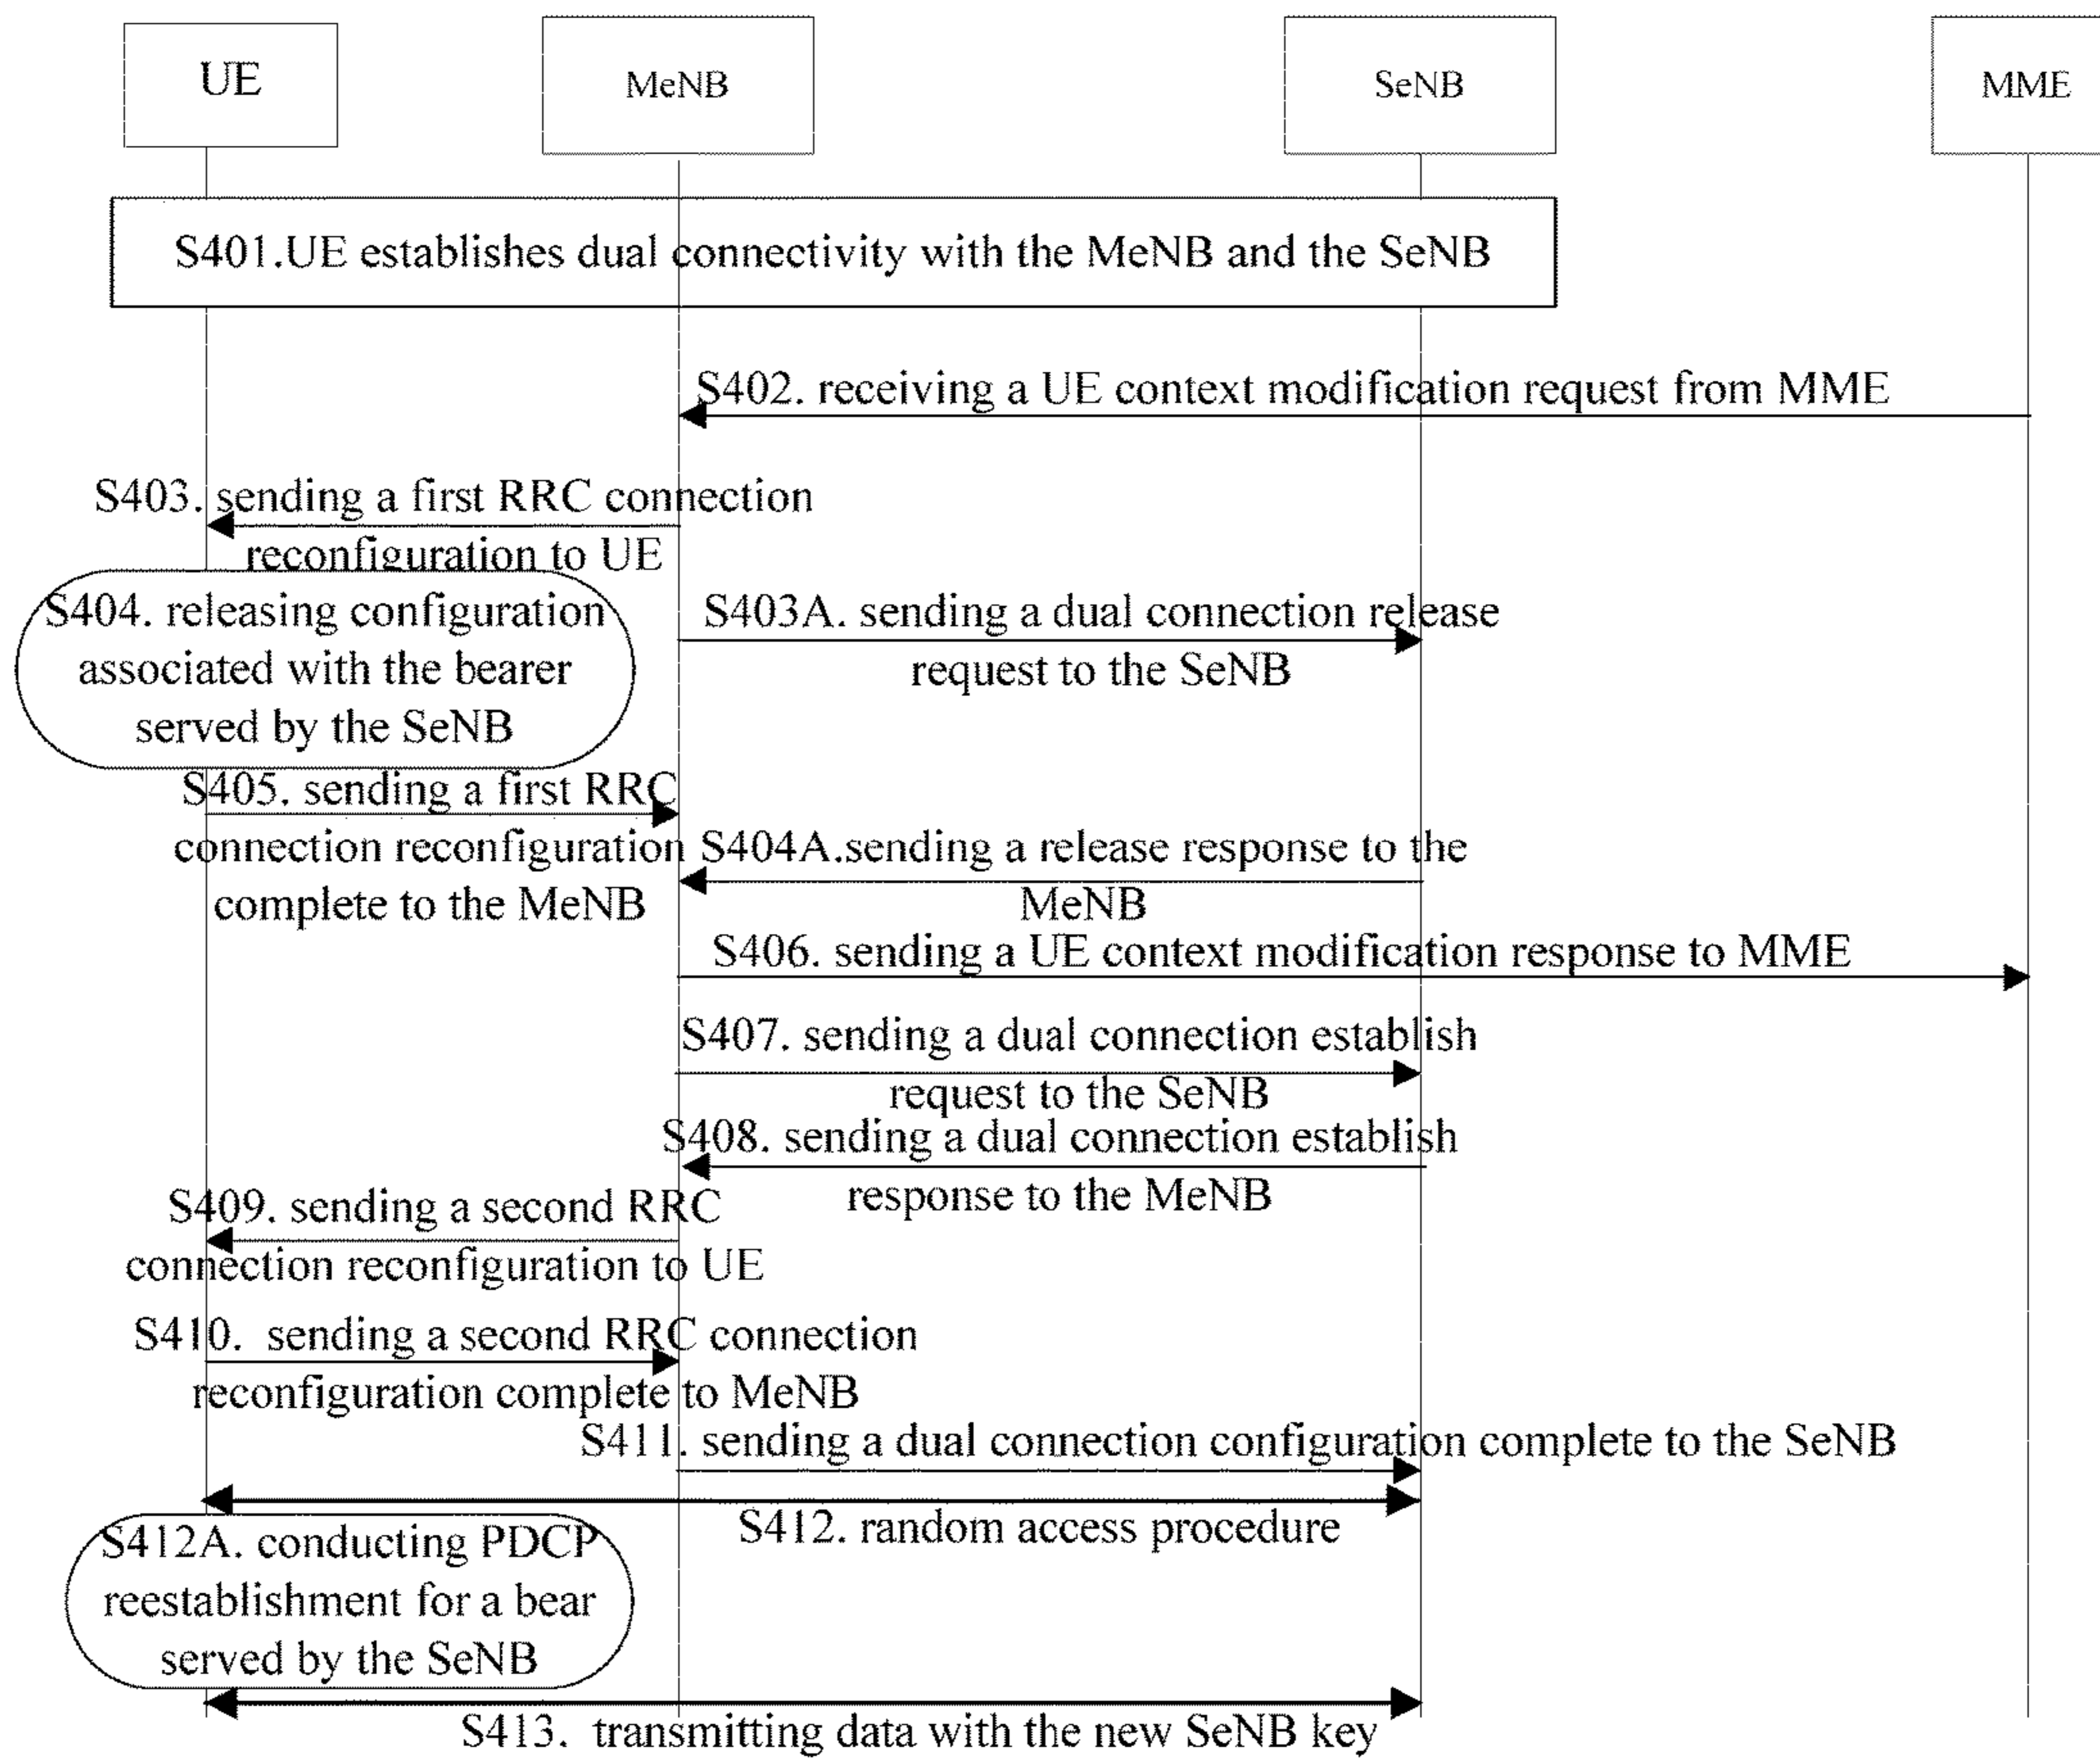 UE
MeNB
SeNB
MME
S401.UE establishes dual connectivity with the MeNB and the SeNB
S402. receiving a UE context modification request from MME
S403. sending a first RRC connection
reconfiguration to UE
S404. releasing configuration
associated with the bearer
served by the SeNB
S403A. sending a dual connection release
request to the SeNB
S405. sending a first RRC
connection reconfiguration
complete to the MeNB
S404A.sending a release response to the
MeNB
S406. sending a UE context modification response to MME
S407. sending a dual connection establish
request to the SeNB
S408. sending a dual connection establish
response to the MeNB
S409. sending a second RRC
connection reconfiguration to UE
S410. sending a second RRC connection
reconfiguration complete to MeNB
S411. sending a dual connection configuration complete to the SeNB
S412. random access procedure
S412A. conducting PDCP
reestablishment for a bear
served by the SeNB
S413. transmitting data with the new SeNB key